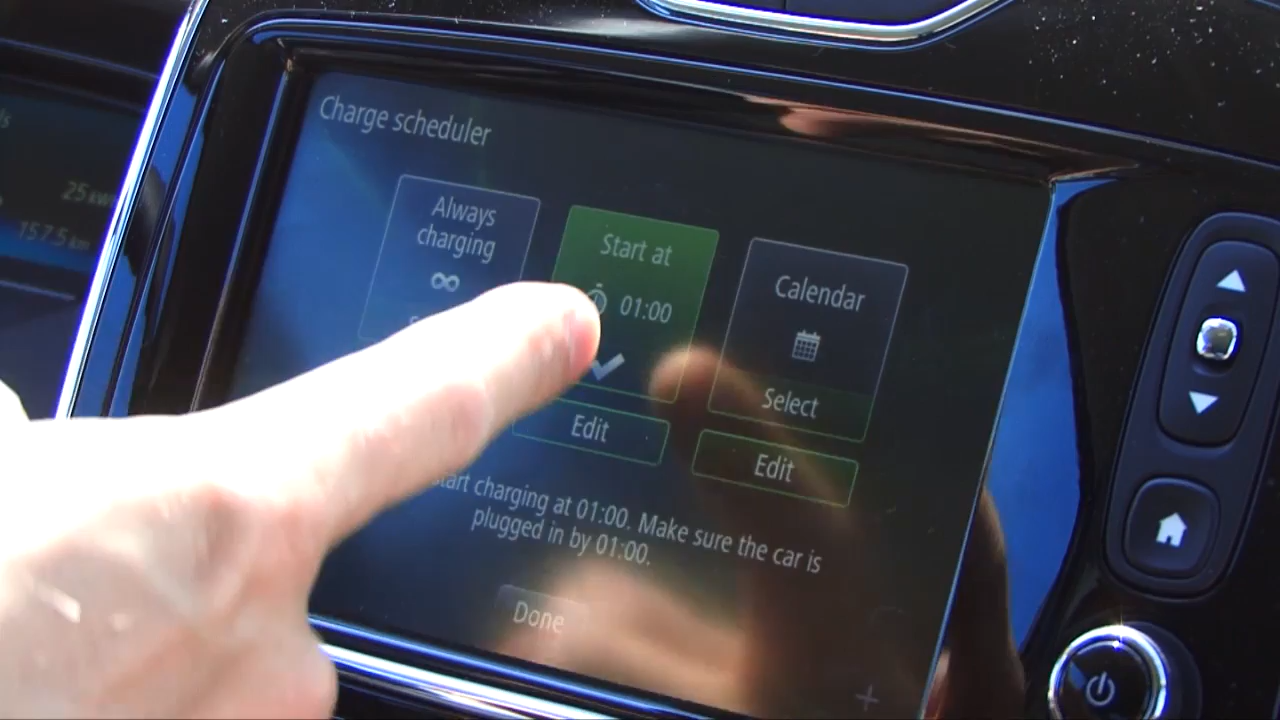 Charge scheduler
Always
charging
∞
Start at
01:00
Calendar
Select
Edit
Edit
start charging at 01:00. Make sure the car is
plugged in by 01:00.
Done
25
157.5 km